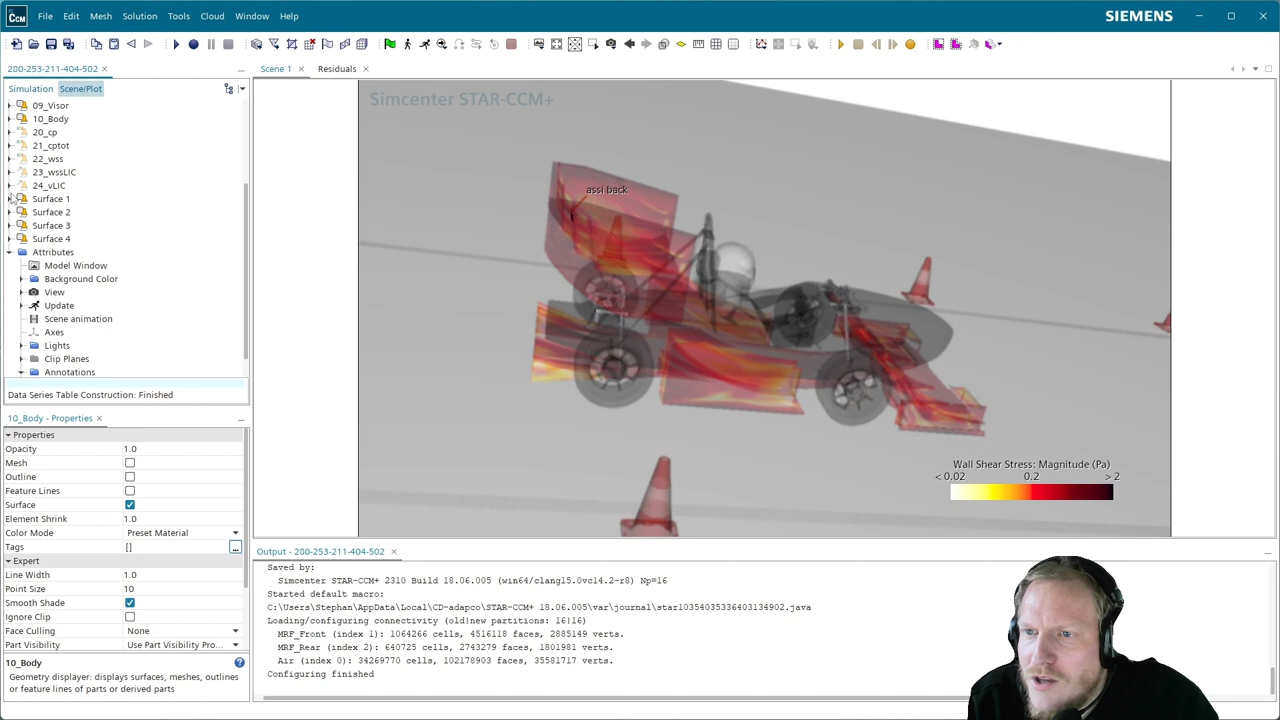 CCM File Edit Mesh Solution Tools Cloud Window Help SIEMENS
280-253-211-404-502
Simulation Scene/Plot
09_Visor
10_Body
20_cp
21_cptot
22_wss
23_wssLIC
24_vLIC
Surface 1
Surface 2
Surface 3
Surface 4
Attributes
Model Window
Background Color
View
Update
Scene animation
Axes
Lights
Clip Planes
Annotations
Data Series Table Construction: Finished
10_Body - Properties
Properties
Opacity 1.0
Mesh
Outline
Feature Lines
Surface
Element Shrink 1.0
Color Mode Preset Material
Tags [] ...
Expert
Line Width 1.0
Point Size 10
Smooth Shade
Ignore Clip
Face Culling None
Part Visibility Use Part Visibility Pro...
10_Body
Geometry displayer: displays surfaces, meshes, outlines
or feature lines of parts or derived parts
Scene 1 Residuals
Simcenter STAR-CCM+
assi back
Wall Shear Stress: Magnitude (Pa)
< 0.02 0.2 > 2
Output - 280-253-211-404-502
Saved by:
Simcenter STAR-CCM+ 2310 Build 18.06.005 (win64/clang15.0vc14.2-r8) Np=16
Started default macro:
C:\Users\Stephan\AppData\Local\CD-adapco\STAR-CCM+ 18.06.005\var\journal\star10354035336403134902.java
Loading/configuring connectivity (old|new partitions: 16|16)
MRF_Front (index 1): 1064266 cells, 4516118 faces, 2885149 verts.
MRF_Rear (index 2): 640725 cells, 2743279 faces, 1801981 verts.
Air (index 0): 34269770 cells, 102178903 faces, 35581717 verts.
Configuring finished